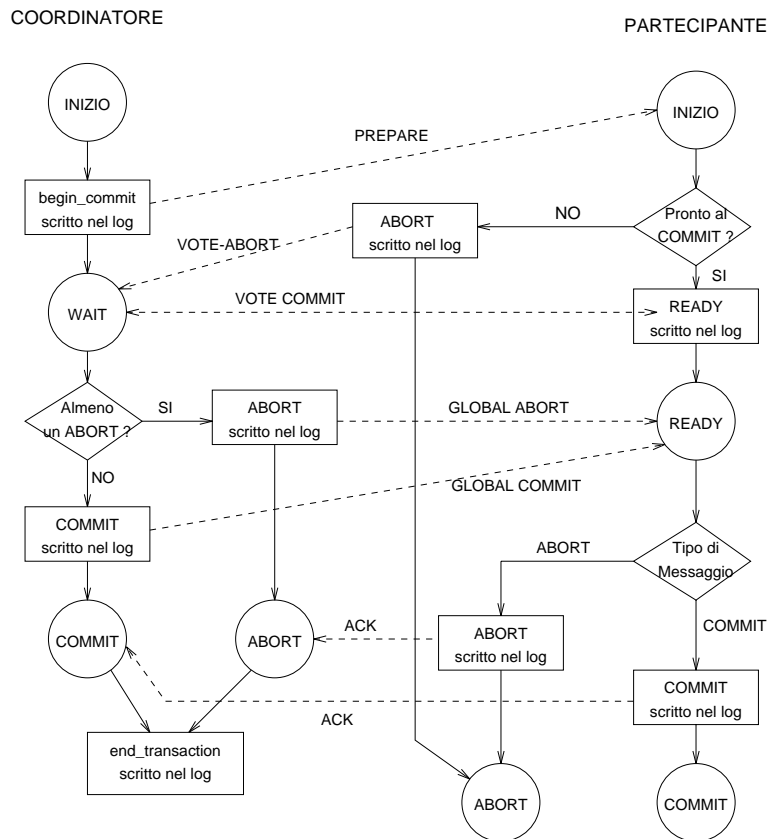 COORDINATORE
PARTECIPANTE
INIZIO
INIZIO
PREPARE
begin_commit
scritto nel log
ABORT
scritto nel log
NO
Pronto al
COMMIT ?
VOTE-ABORT
SI
WAIT
VOTE COMMIT
READY
scritto nel log
Almeno
un ABORT ?
SI
ABORT
scritto nel log
GLOBAL ABORT
READY
NO
GLOBAL COMMIT
COMMIT
scritto nel log
ABORT
Tipo di
Messaggio
COMMIT
ABORT
ACK
ABORT
scritto nel log
COMMIT
COMMIT
scritto nel log
ACK
end_transaction
scritto nel log
ABORT
COMMIT